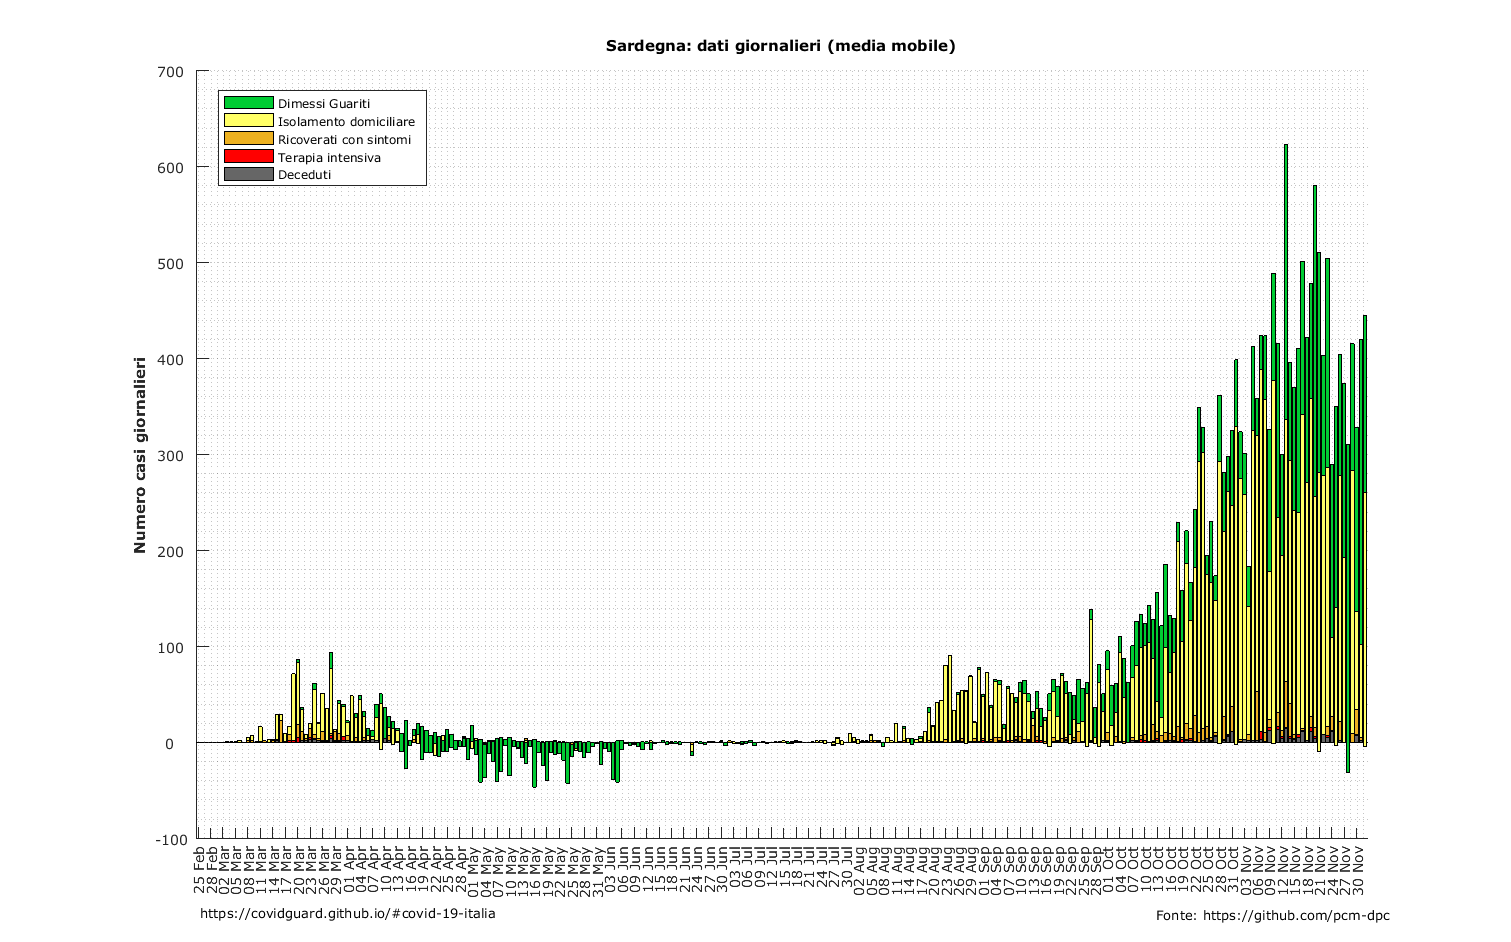 Sardegna: dati giornalieri (media mobile)
700
600
500
400
300
200
100
0
-100
Numero casi giornalieri
Dimessi Guariti
Isolamento domiciliare
Ricoverati con sintomi
Terapia intensiva
Deceduti
25 Feb
28 Feb
02 Mar
05 Mar
08 Mar
11 Mar
14 Mar
17 Mar
20 Mar
23 Mar
26 Mar
29 Mar
01 Apr
04 Apr
07 Apr
10 Apr
13 Apr
16 Apr
19 Apr
22 Apr
25 Apr
28 Apr
01 May
04 May
07 May
10 May
13 May
16 May
19 May
22 May
25 May
28 May
31 May
03 Jun
06 Jun
09 Jun
12 Jun
15 Jun
18 Jun
21 Jun
24 Jun
27 Jun
30 Jun
03 Jul
06 Jul
09 Jul
12 Jul
15 Jul
18 Jul
21 Jul
24 Jul
27 Jul
30 Jul
02 Aug
05 Aug
08 Aug
11 Aug
14 Aug
17 Aug
20 Aug
23 Aug
26 Aug
29 Aug
01 Sep
04 Sep
07 Sep
10 Sep
13 Sep
16 Sep
19 Sep
22 Sep
25 Sep
28 Sep
01 Oct
04 Oct
07 Oct
10 Oct
13 Oct
16 Oct
19 Oct
22 Oct
25 Oct
28 Oct
31 Oct
03 Nov
06 Nov
09 Nov
12 Nov
15 Nov
18 Nov
21 Nov
24 Nov
27 Nov
30 Nov
https://covidguard.github.io/#covid-19-italia
Fonte: https://github.com/pcm-dpc